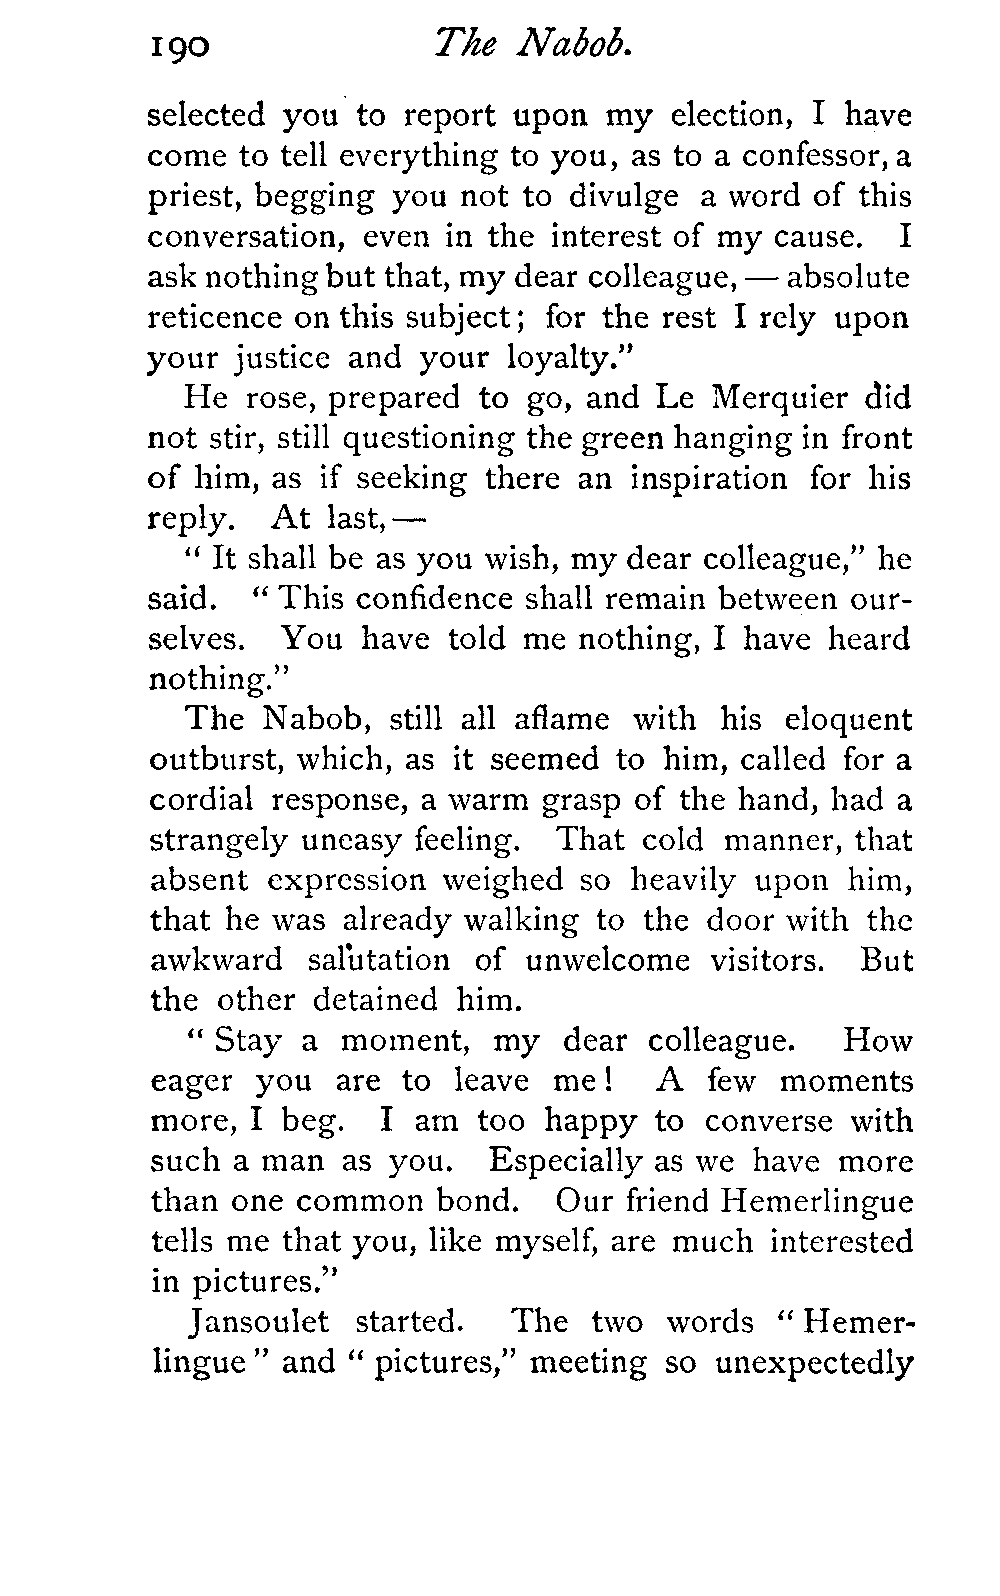 190 The Nabob.
selected you to report upon my election, I have
come to tell everything to you, as to a confessor, a
priest, begging you not to divulge a word of this
conversation, even in the interest of my cause. I
ask nothing but that, my dear colleague, — absolute
reticence on this subject; for the rest I rely upon
your justice and your loyalty."
He rose, prepared to go, and Le Merquier did
not stir, still questioning the green hanging in front
of him, as if seeking there an inspiration for his
reply. At last, —
" It shall be as you wish, my dear colleague," he
said. " This confidence shall remain between our-
selves. You have told me nothing, I have heard
nothing."
The Nabob, still all aflame with his eloquent
outburst, which, as it seemed to him, called for a
cordial response, a warm grasp of the hand, had a
strangely uneasy feeling. That cold manner, that
absent expression weighed so heavily upon him,
that he was already walking to the door with the
awkward salutation of unwelcome visitors. But
the other detained him.
" Stay a moment, my dear colleague. How
eager you are to leave me! A few moments
more, I beg. I am too happy to converse with
such a man as you. Especially as we have more
than one common bond. Our friend Hemerlingue
tells me that you, like myself, are much interested
in pictures."
Jansoulet started. The two words " Hemer-
lingue " and " pictures," meeting so unexpectedly